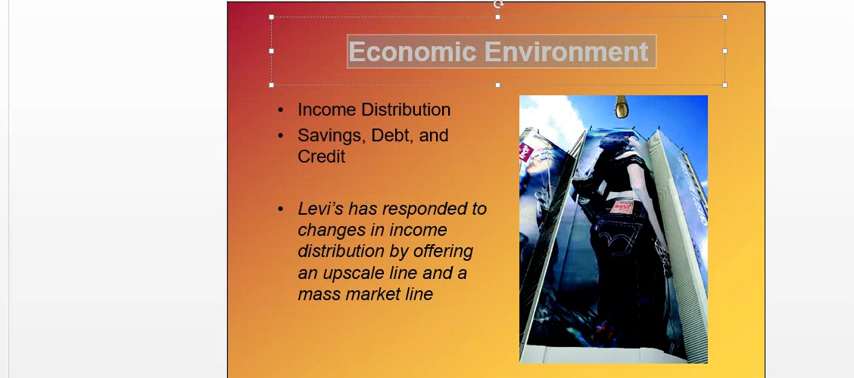 Economic Environment
• Income Distribution
• Savings, Debt, and
Credit
• Levi's has responded to
changes in income
distribution by offering
an upscale line and a
mass market line